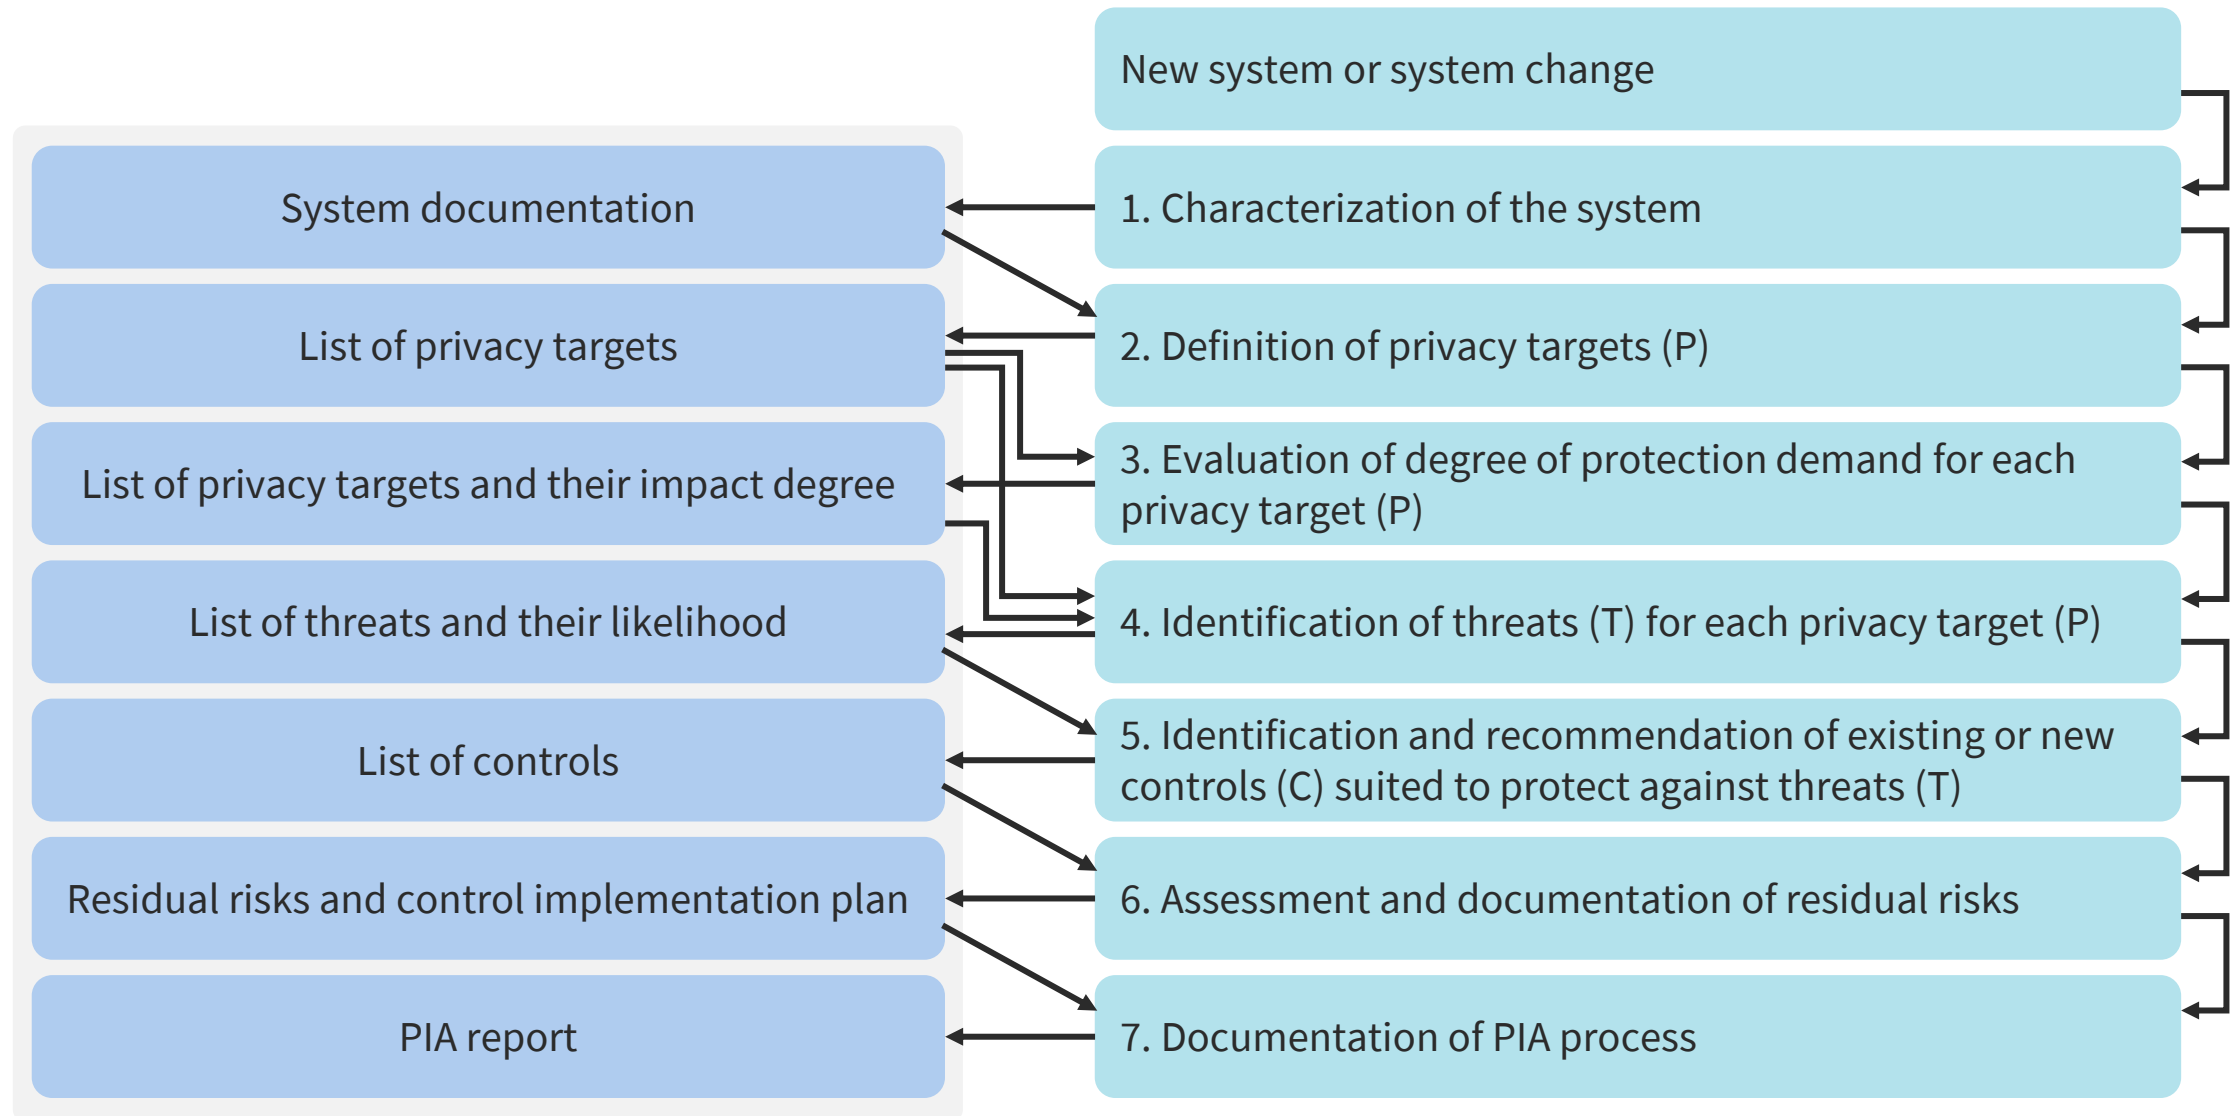 New system or system change
System documentation
1. Characterization of the system
List of privacy targets
2. Definition of privacy targets (P)
List of privacy targets and their impact degree
3. Evaluation of degree of protection demand for each
privacy target (P)
List of threats and their likelihood
4. Identification of threats (T) for each privacy target (P)
List of controls
5. Identification and recommendation of existing or new
controls (C) suited to protect against threats (T)
Residual risks and control implementation plan
6. Assessment and documentation of residual risks
PIA report
7. Documentation of PIA process